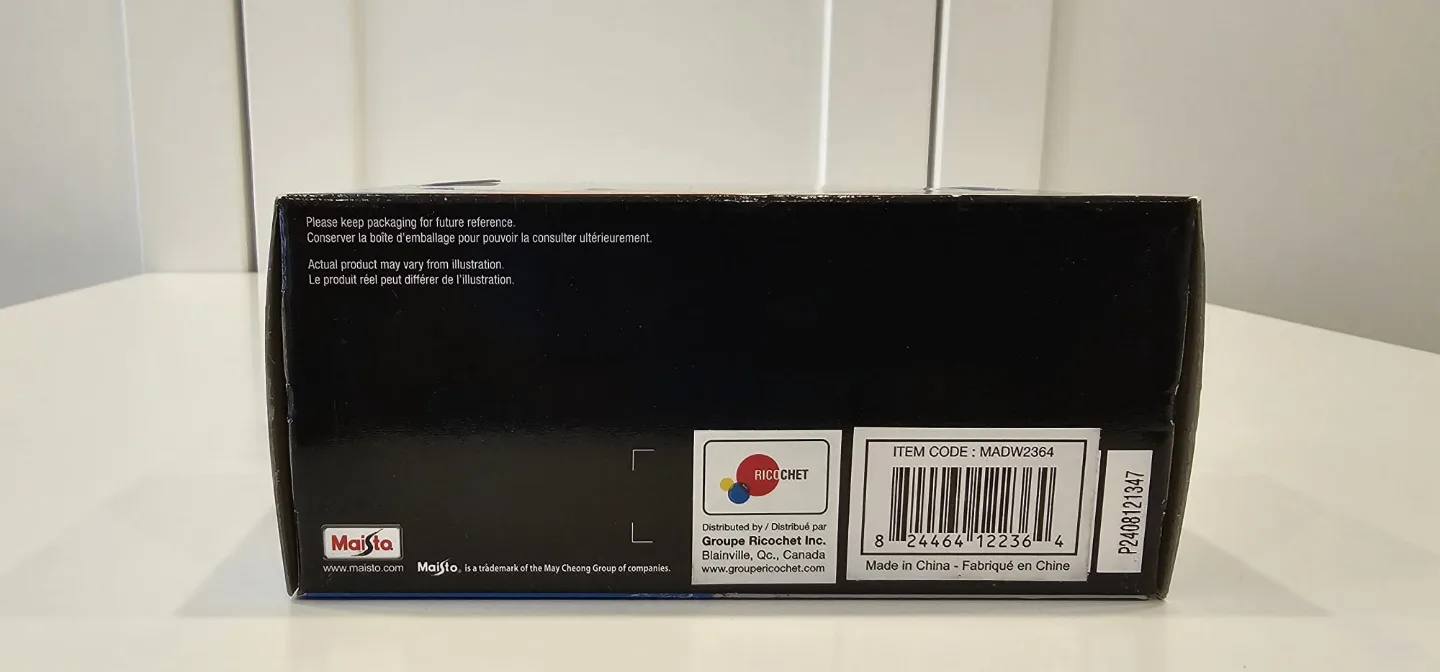 Please keep packaging for future reference.
Conserver la boîte d'emballage pour pouvoir la consulter ultérieurement.
Actual product may vary from illustration.
Le produit réel peut différer de l'illustration.
Maisto
www.maisto.com
Maisto® is a trademark of the May Cheong Group of companies.
RICOCHET
Distributed by / Distribué par
Groupe Ricochet Inc.
Blainville, Qc., Canada
www.groupericochet.com
ITEM CODE : MADW2364
8 24464 12236 4
Made in China - Fabriqué en Chine
P2408121347